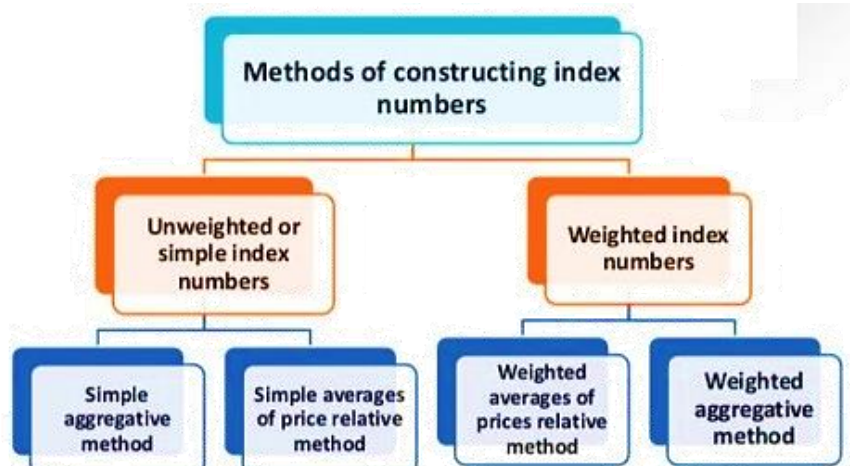 Methods of constructing index
numbers
Unweighted or
simple index
numbers
Weighted index
numbers
Simple
aggregative
method
Simple averages
of price relative
method
Weighted
averages of
prices relative
method
Weighted
aggregative
method